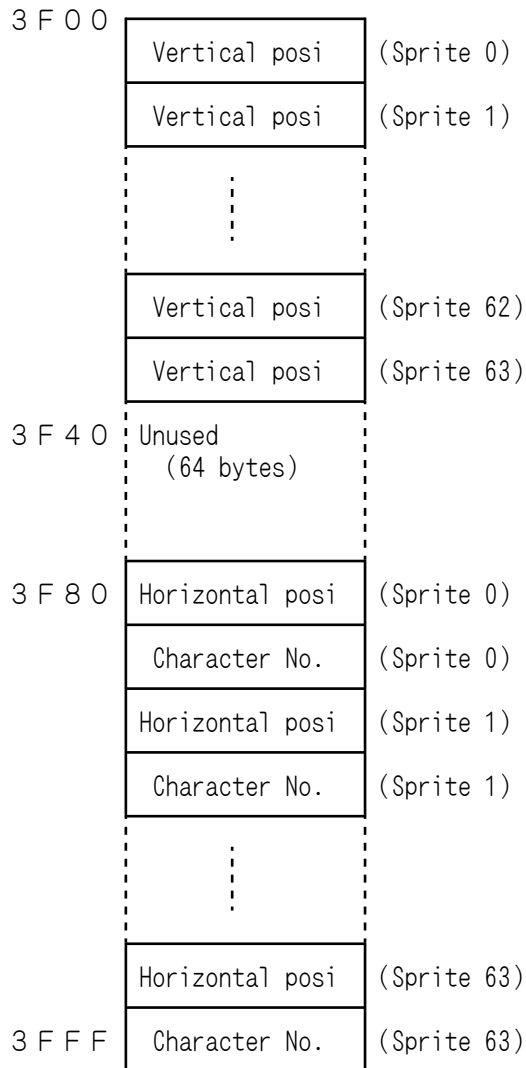 3F00
Vertical posi (Sprite 0)
Vertical posi (Sprite 1)
Vertical posi (Sprite 62)
Vertical posi (Sprite 63)
3F40 Unused
(64 bytes)
3F80 Horizontal posi (Sprite 0)
Character No. (Sprite 0)
Horizontal posi (Sprite 1)
Character No. (Sprite 1)
Horizontal posi (Sprite 63)
3FFF Character No. (Sprite 63)